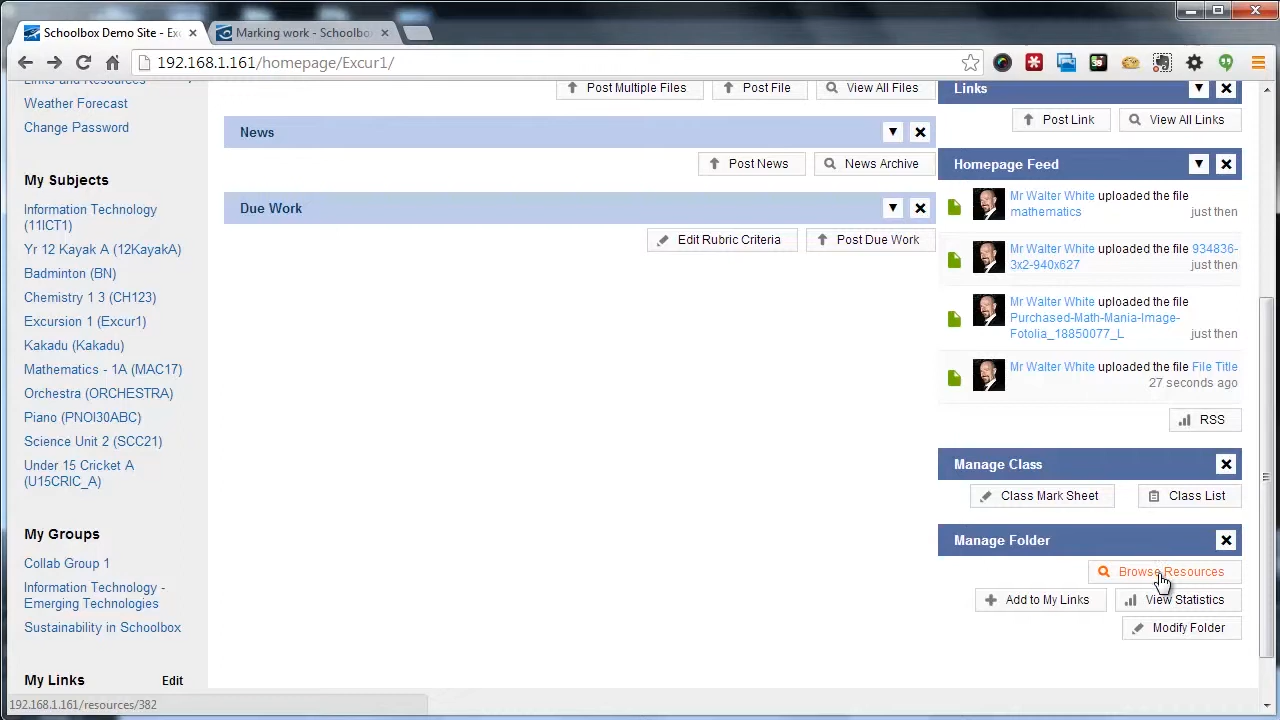 Schoolbox Demo Site - Exc
Marking work - Schoolbo
192.168.1.161/homepage/Excur1/
Links and Resources
Weather Forecast
Change Password
My Subjects
Information Technology
(11ICT1)
Yr 12 Kayak A (12KayakA)
Badminton (BN)
Chemistry 1 3 (CH123)
Excursion 1 (Excur1)
Kakadu (Kakadu)
Mathematics - 1A (MAC17)
Orchestra (ORCHESTRA)
Piano (PNOI30ABC)
Science Unit 2 (SCC21)
Under 15 Cricket A
(U15CRIC_A)
My Groups
Collab Group 1
Information Technology -
Emerging Technologies
Sustainability in Schoolbox
My Links Edit
Post Multiple Files Post File View All Files
News
Post News News Archive
Due Work
Edit Rubric Criteria Post Due Work
Links
Post Link View All Links
Homepage Feed
Mr Walter White uploaded the file
mathematics just then
Mr Walter White uploaded the file 934836-
3x2-940x627 just then
Mr Walter White uploaded the file
Purchased-Math-Mania-Image-
Fotolia_18850077_L just then
Mr Walter White uploaded the file File Title
27 seconds ago
RSS
Manage Class
Class Mark Sheet Class List
Manage Folder
Browse Resources
Add to My Links View Statistics
Modify Folder
192.168.1.161/resources/382